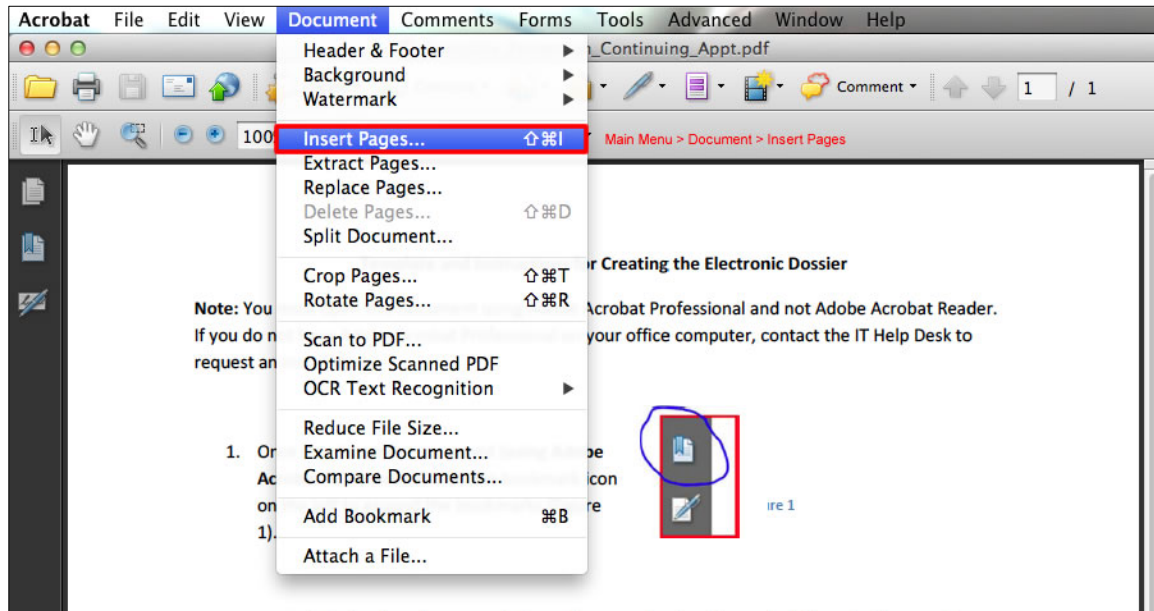 Acrobat File Edit View Document Comments Forms Tools Advanced Window Help
_Continuing_Appt.pdf
Comment 1 / 1
100
Main Menu > Document > Insert Pages
Header & Footer
Background
Watermark
Insert Pages... ⇧⌘I
Extract Pages...
Replace Pages...
Delete Pages... ⇧⌘D
Split Document...
Crop Pages... ⇧⌘T
Rotate Pages... ⇧⌘R
Scan to PDF...
Optimize Scanned PDF
OCR Text Recognition
Reduce File Size...
Examine Document...
Compare Documents...
Add Bookmark ⌘B
Attach a File...
r Creating the Electronic Dossier
Note: You Acrobat Professional and not Adobe Acrobat Reader.
If you do n your office computer, contact the IT Help Desk to
request an
1. On be
Ac icon
on re
1).
ure 1